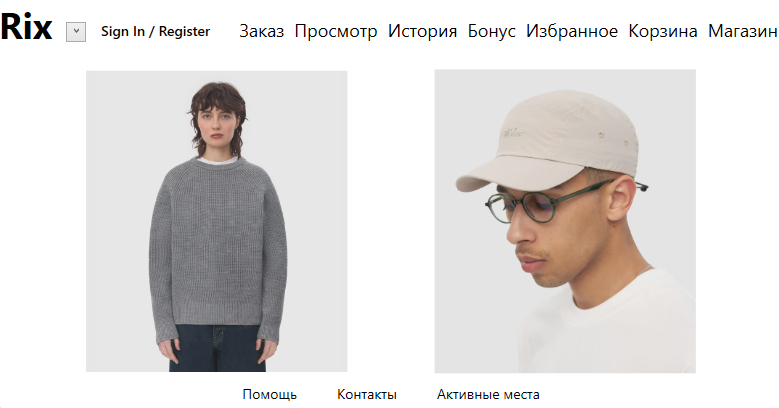 Rix Sign In / Register Заказ Просмотр История Бонус Избранное Корзина Магазин
Помощь Контакты Активные места